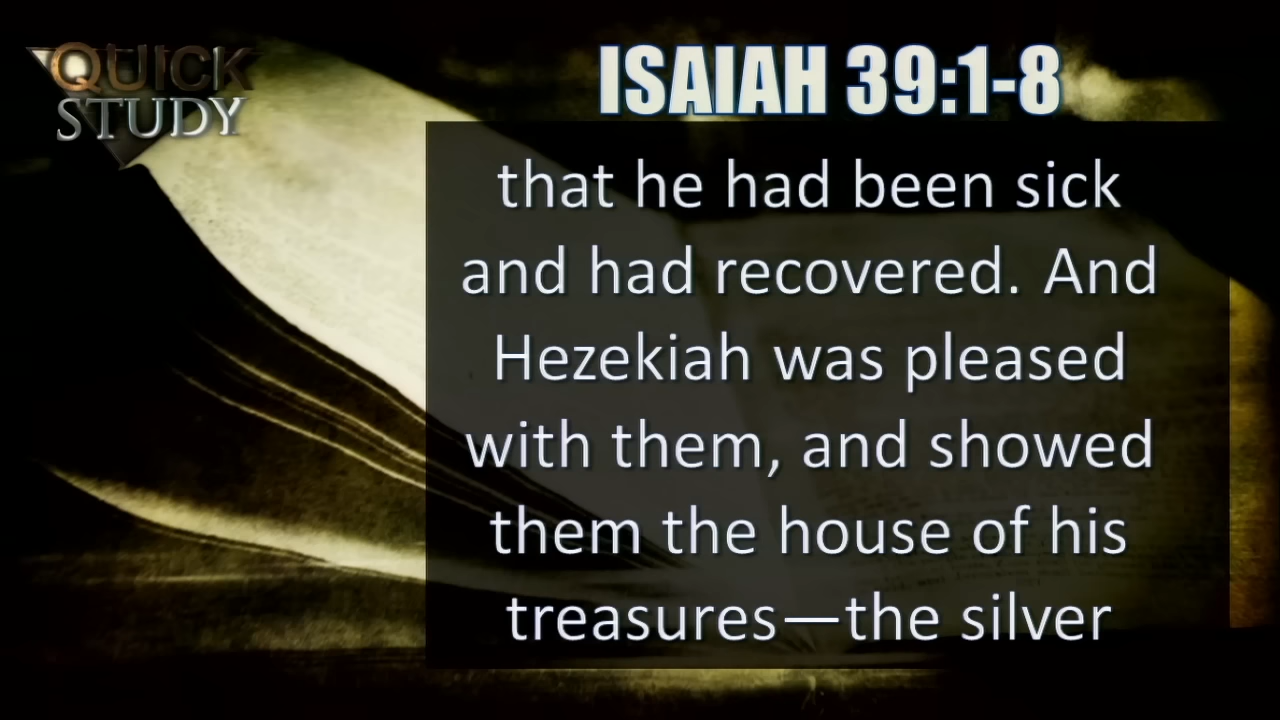 QUICK
STUDY
ISAIAH 39:1-8
that he had been sick
and had recovered. And
Hezekiah was pleased
with them, and showed
them the house of his
treasures—the silver